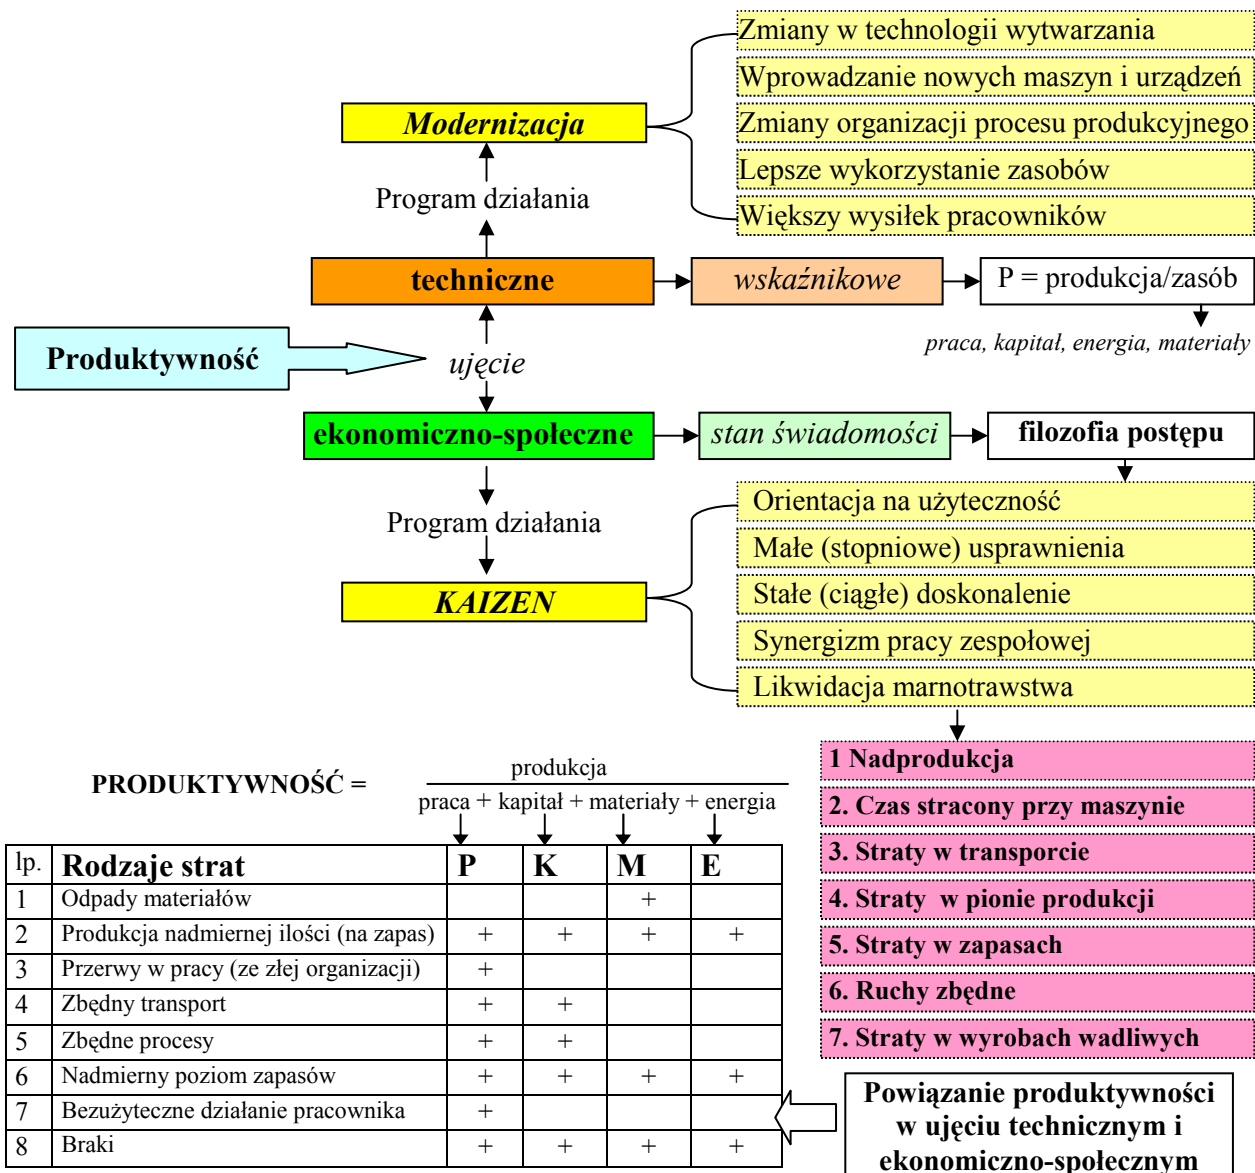 Zmiany w technologii wytwarzania
Wprowadzanie nowych maszyn i urządzeń
Modernizacja
Zmiany organizacji procesu produkcyjnego
Lepsze wykorzystanie zasobów
Program działania
Większy wysiłek pracowników
techniczne
wskaźnikowe
P = produkcja/zasób
praca, kapitał, energia, materiały
Produktywność
ujęcie
ekonomiczno-społeczne
stan świadomości
filozofia postępu
Orientacja na użyteczność
Program działania
Małe (stopniowe) usprawnienia
KAIZEN
Stałe (ciągłe) doskonalenie
Synergizm pracy zespołowej
Likwidacja marnotrawstwa
1 Nadprodukcja
2. Czas stracony przy maszynie
3. Straty w transporcie
4. Straty w pionie produkcji
5. Straty w zapasach
6. Ruchy zbędne
7. Straty w wyrobach wadliwych
PRODUKTYWNOŚĆ =
produkcja
praca + kapitał + materiały + energia
lp. Rodzaje strat P K M E
1 Odpady materiałów +
2 Produkcja nadmiernej ilości (na zapas) + + + +
3 Przerwy w pracy (ze złej organizacji) +
4 Zbędny transport + +
5 Zbędne procesy + +
6 Nadmierny poziom zapasów + + + +
7 Bezużyteczne działanie pracownika +
8 Braki + + + +
Powiązanie produktywności
w ujęciu technicznym i
ekonomiczno-społecznym